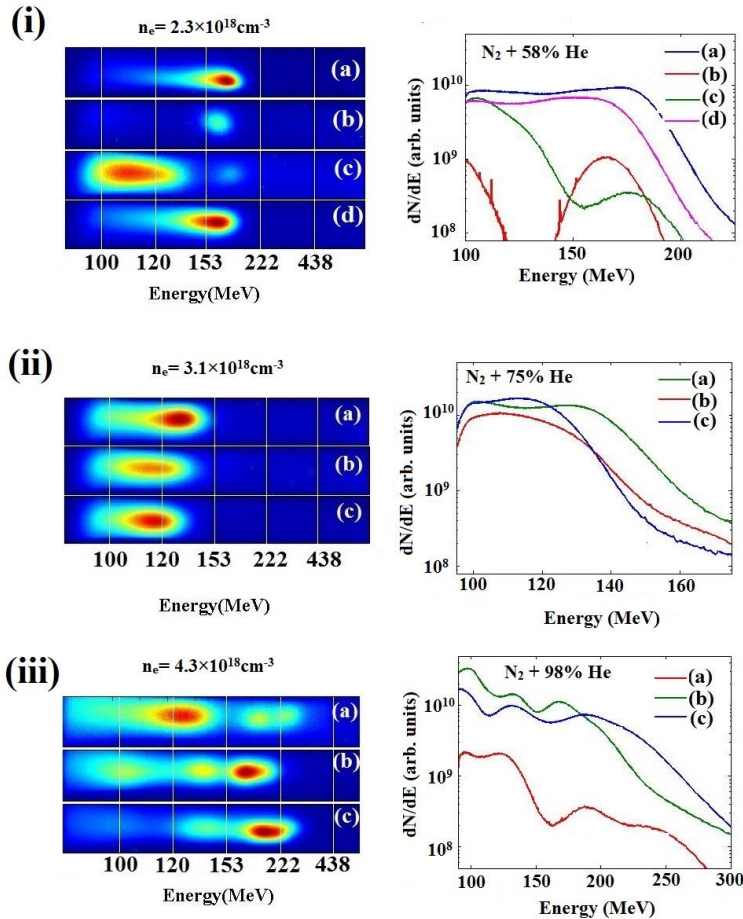 (i)
nₑ= 2.3×10¹⁸cm⁻³
(a)
(b)
(c)
(d)
100 120 153 222 438
Energy(MeV)
N₂ + 58% He
(a)
(b)
(c)
(d)
dN/dE (arb. units)
10¹⁰
10⁹
10⁸
100 150 200
Energy (MeV)
(ii)
nₑ= 3.1×10¹⁸cm⁻³
(a)
(b)
(c)
100 120 153 222 438
Energy(MeV)
N₂ + 75% He
(a)
(b)
(c)
dN/dE (arb. units)
10¹⁰
10⁹
10⁸
100 120 140 160
Energy (MeV)
(iii)
nₑ= 4.3×10¹⁸cm⁻³
(a)
(b)
(c)
100 120 153 222 438
Energy(MeV)
N₂ + 98% He
(a)
(b)
(c)
dN/dE (arb. units)
10¹⁰
10⁹
10⁸
100 150 200 250 300
Energy (MeV)